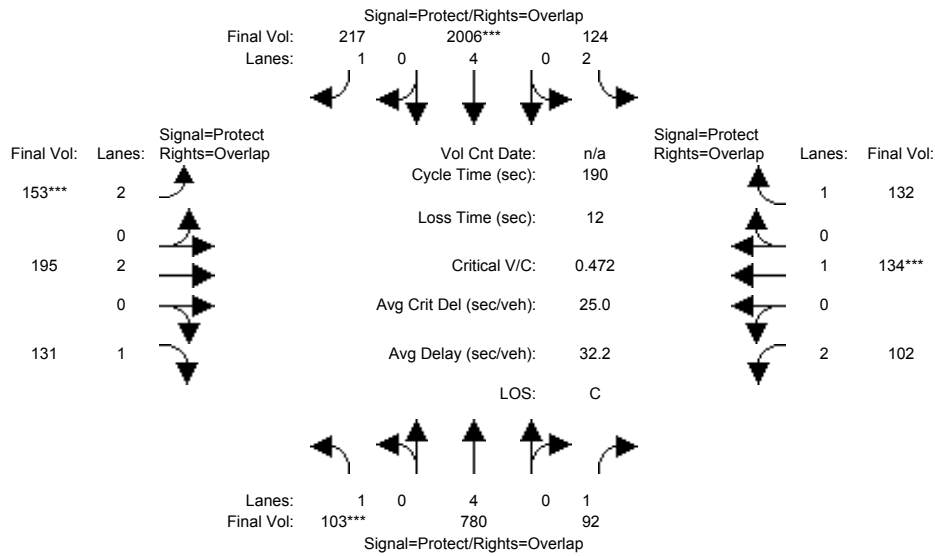 Signal=Protect/Rights=Overlap
Final Vol: 217 2006*** 124
Lanes: 1 0 4 0 2
Signal=Protect Signal=Protect
Final Vol: Lanes: Rights=Overlap Vol Cnt Date: n/a Rights=Overlap Lanes: Final Vol:
Cycle Time (sec): 190
153*** 2 1 132
Loss Time (sec): 12
0 0
195 2 Critical V/C: 0.472 1 134***
0 Avg Crit Del (sec/veh): 25.0 0
131 1 Avg Delay (sec/veh): 32.2 2 102
LOS: C
Lanes: 1 0 4 0 1
Final Vol: 103*** 780 92
Signal=Protect/Rights=Overlap